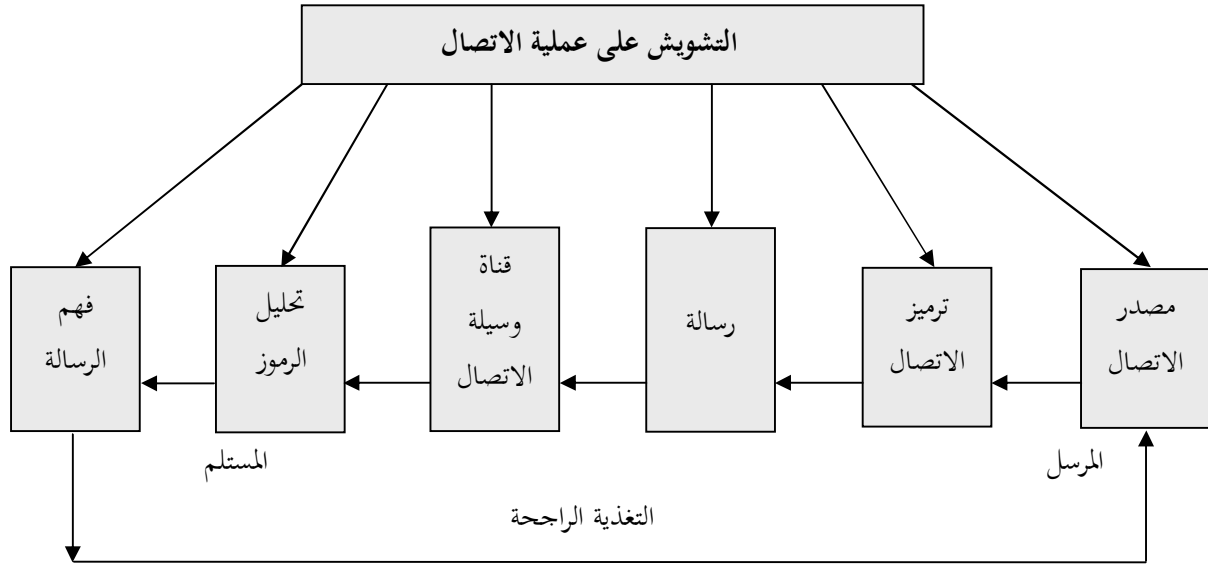 التشويش على عملية الاتصال
مصدر
الاتصال
ترميز
الاتصال
رسالة
قناة
وسيلة
الاتصال
تحليل
الرموز
فهم
الرسالة
المرسل
المستلم
التغذية الراجحة